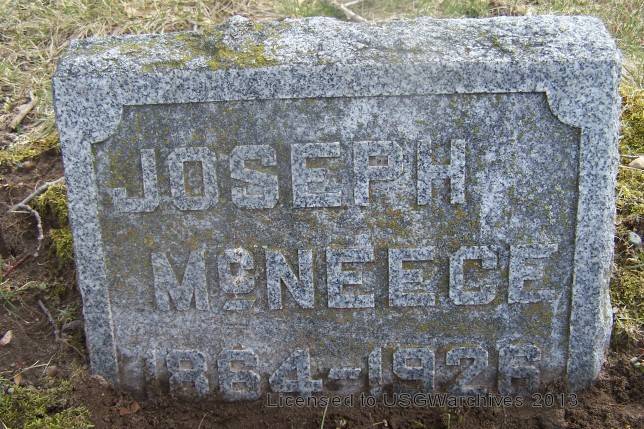 JOSEPH
McNEECE
1864-1926
Licensed to USGWarchives 2013